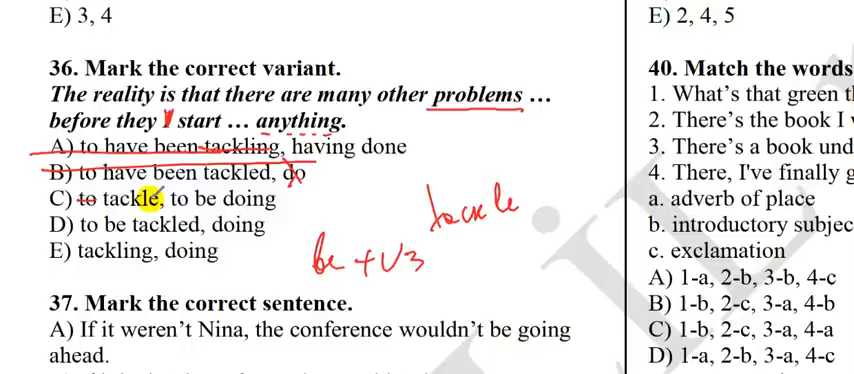 E) 3, 4
36. Mark the correct variant.
The reality is that there are many other problems …
before they start … anything.
A) to have been tackling, having done
B) to have been tackled, do
C) to tackle, to be doing
D) to be tackled, doing
E) tackling, doing
tackle
be + V3
37. Mark the correct sentence.
A) If it weren't Nina, the conference wouldn't be going
ahead.
E) 2, 4, 5
40. Match the words
1. What's that green
2. There's the book I
3. There's a book und
4. There, I've finally g
a. adverb of place
b. introductory subjec
c. exclamation
A) 1-a, 2-b, 3-b, 4-c
B) 1-b, 2-c, 3-a, 4-b
C) 1-b, 2-c, 3-a, 4-a
D) 1-a, 2-b, 3-a, 4-c